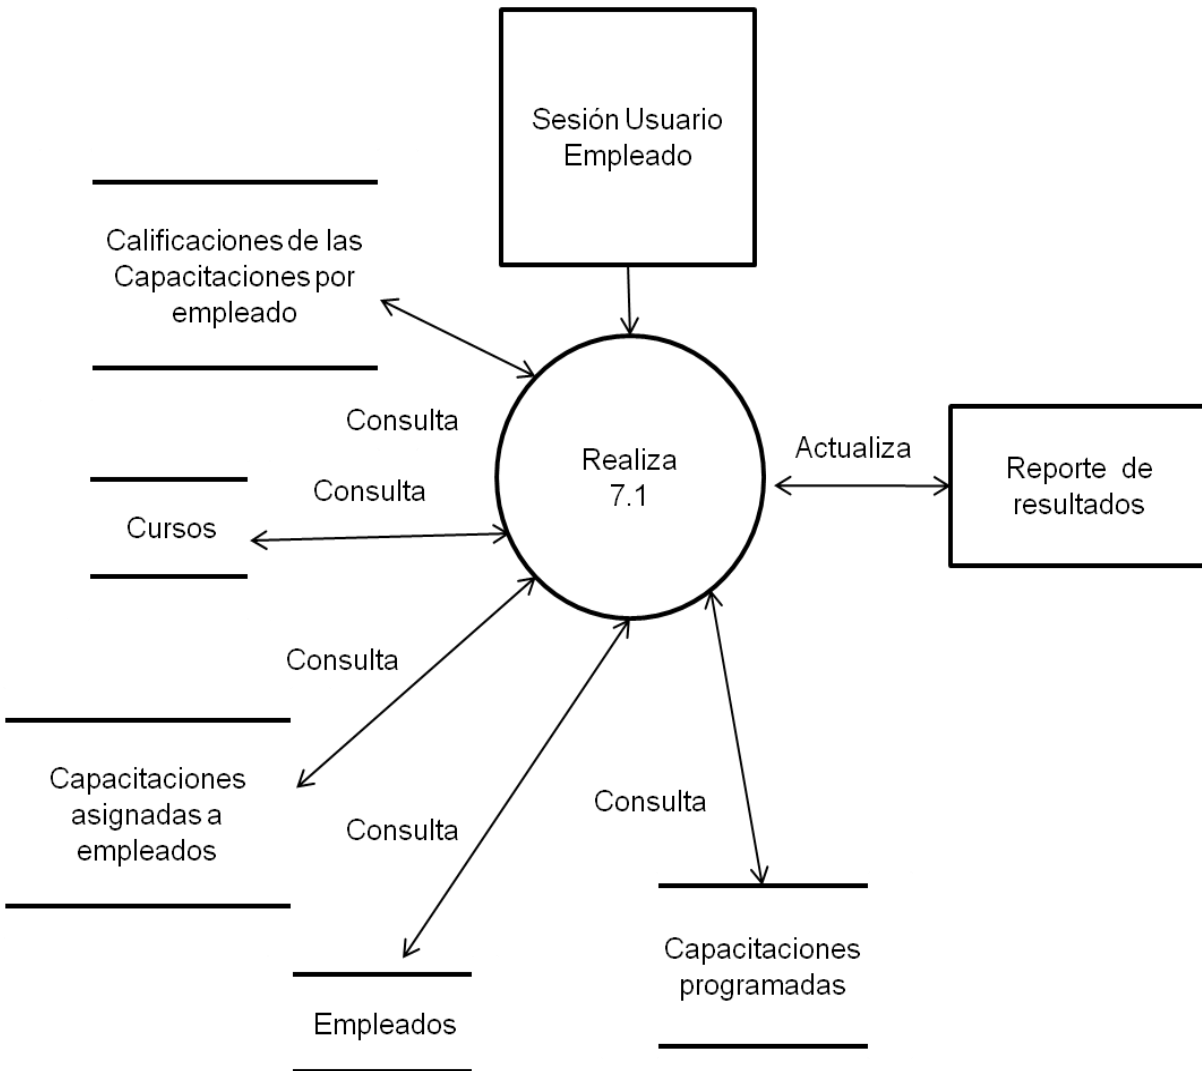 Sesión Usuario
Empleado
Calificaciones de las
Capacitaciones por
empleado
Consulta
Consulta
Cursos
Realiza
7.1
Actualiza
Reporte de
resultados
Consulta
Capacitaciones
asignadas a
empleados
Consulta
Consulta
Empleados
Capacitaciones
programadas